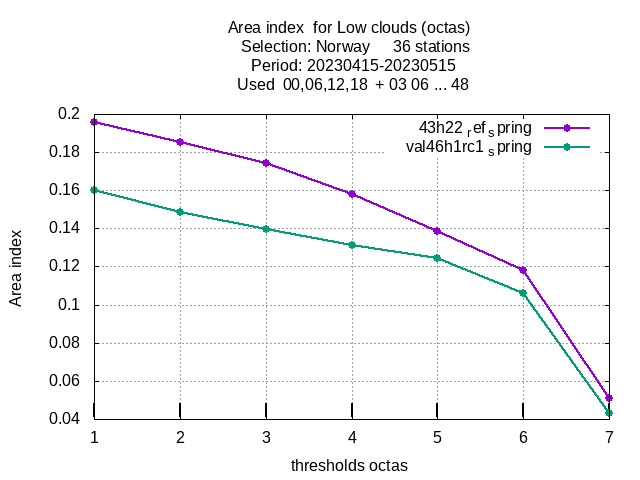 Area index for Low clouds (octas)
Selection: Norway 36 stations
Period: 20230415-20230515
Used 00,06,12,18 + 03 06 ... 48
43h22 ref spring
val46h1rc1 spring
0.2
0.18
0.16
0.14
0.12
0.1
0.08
0.06
0.04
Area index
1 2 3 4 5 6 7
thresholds octas